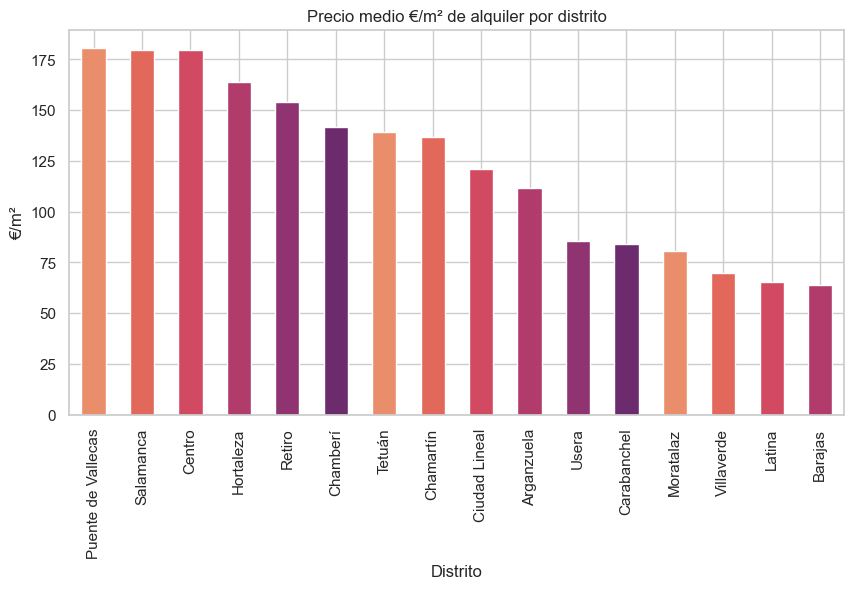 Precio medio €/m² de alquiler por distrito
€/m²
175
150
125
100
75
50
25
0
Puente de Vallecas
Salamanca
Centro
Hortaleza
Retiro
Chamberí
Tetuán
Chamartín
Ciudad Lineal
Arganzuela
Usera
Carabanchel
Moratalaz
Villaverde
Latina
Barajas
Distrito